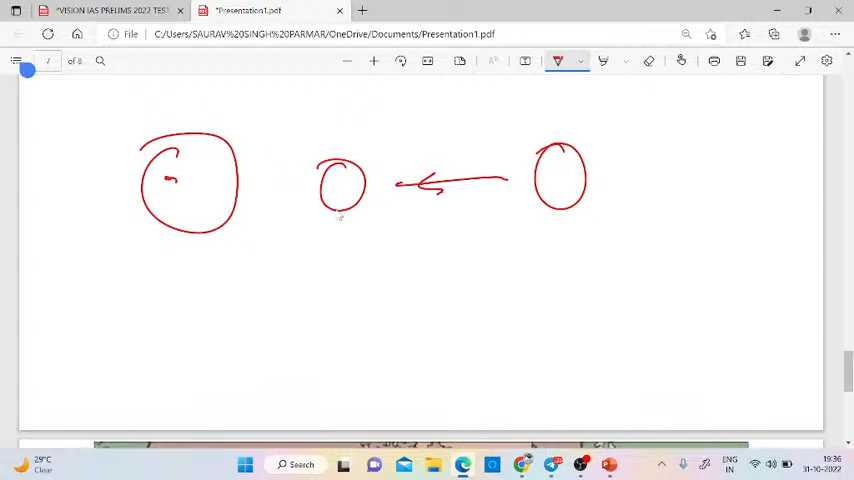 *VISION IAS PRELIMS 2022 TEST
*Presentation1.pdf
File
C:/Users/SAURAV%20SINGH%20PARMAR/OneDrive/Documents/Presentation1.pdf
7 of 8
29°C
Clear
Search
ENG
IN
19:36
31-10-2022